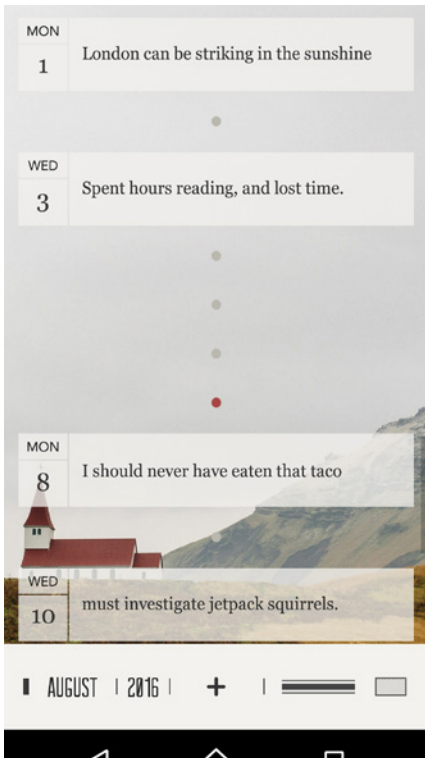 MON
1
London can be striking in the sunshine
WED
3
Spent hours reading, and lost time.
MON
8
I should never have eaten that taco
WED
10
must investigate jetpack squirrels.
AUGUST | 2016 | + |